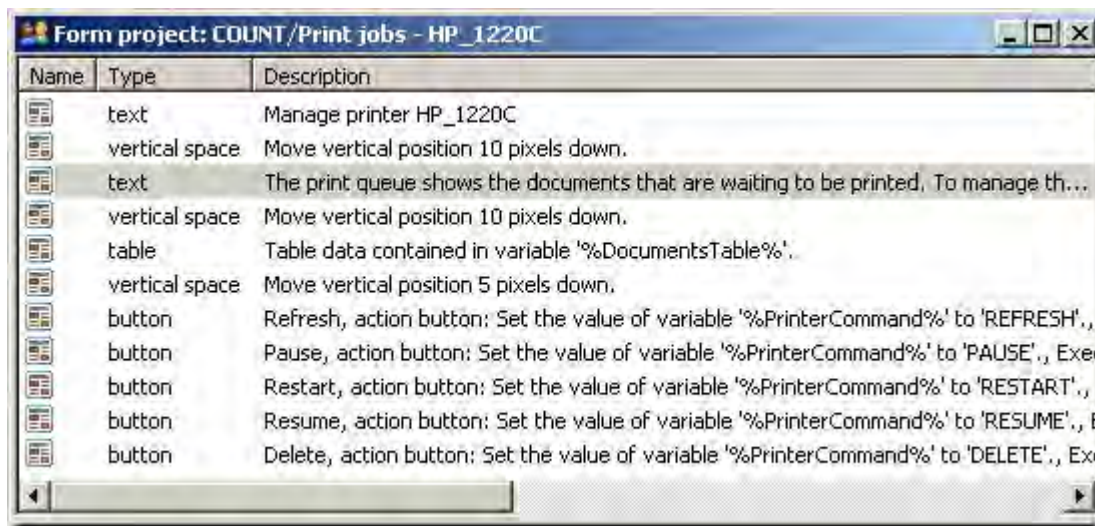 Form project: COUNT/Print jobs - HP_1220C
Name Type Description
text Manage printer HP_1220C
vertical space Move vertical position 10 pixels down.
text The print queue shows the documents that are waiting to be printed. To manage th...
vertical space Move vertical position 10 pixels down.
table Table data contained in variable '%DocumentsTable%'.
vertical space Move vertical position 5 pixels down.
button Refresh, action button: Set the value of variable '%PrinterCommand%' to 'REFRESH'.,
button Pause, action button: Set the value of variable '%PrinterCommand%' to 'PAUSE'., Exe
button Restart, action button: Set the value of variable '%PrinterCommand%' to 'RESTART'.,
button Resume, action button: Set the value of variable '%PrinterCommand%' to 'RESUME'., E
button Delete, action button: Set the value of variable '%PrinterCommand%' to 'DELETE'., Exe